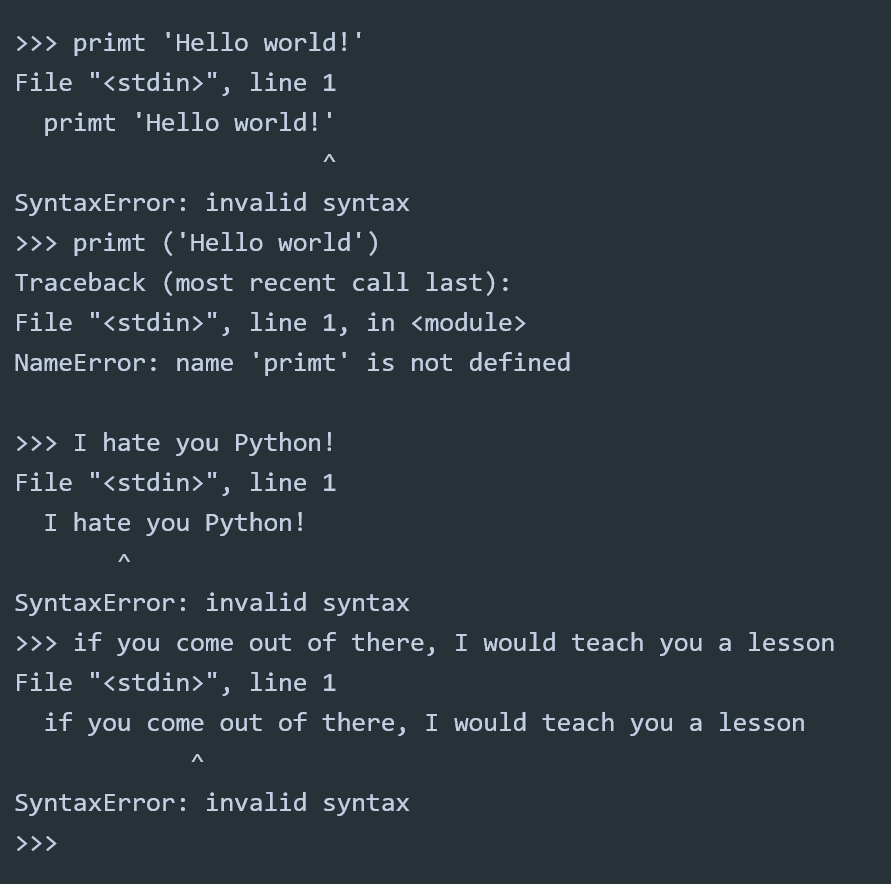 >>> primt 'Hello world!'
File "<stdin>", line 1
  primt 'Hello world!'
                     ^
SyntaxError: invalid syntax
>>> primt ('Hello world')
Traceback (most recent call last):
File "<stdin>", line 1, in <module>
NameError: name 'primt' is not defined

>>> I hate you Python!
File "<stdin>", line 1
  I hate you Python!
       ^
SyntaxError: invalid syntax
>>> if you come out of there, I would teach you a lesson
File "<stdin>", line 1
  if you come out of there, I would teach you a lesson
            ^
SyntaxError: invalid syntax
>>>